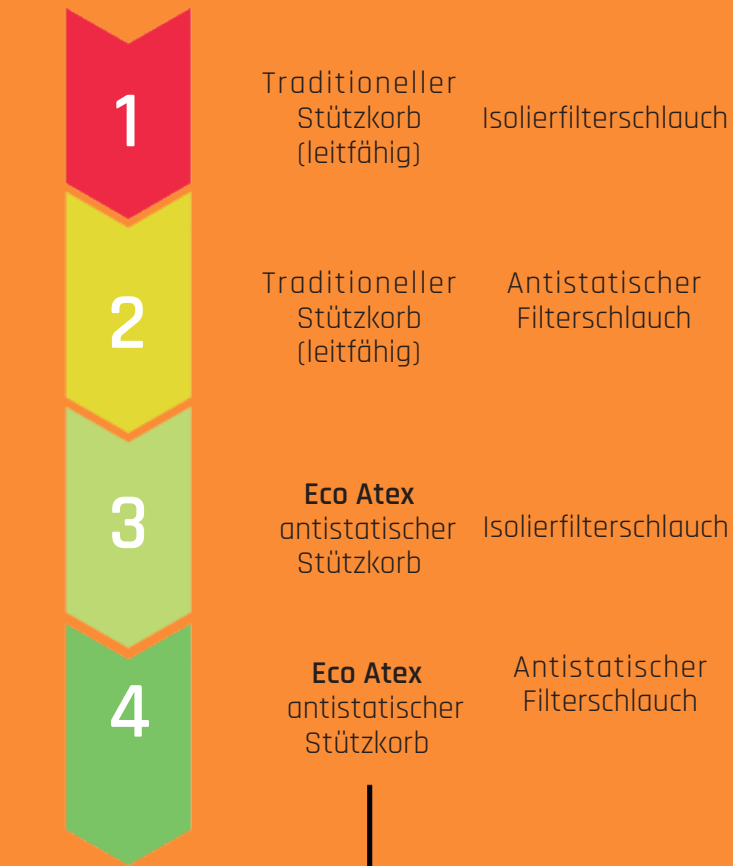 1
Traditioneller
Stützkorb
(leitfähig)
Isolierfilterschlauch
2
Traditioneller
Stützkorb
(leitfähig)
Antistatischer
Filterschlauch
3
Eco Atex
antistatischer
Stützkorb
Isolierfilterschlauch
4
Eco Atex
antistatischer
Stützkorb
Antistatischer
Filterschlauch